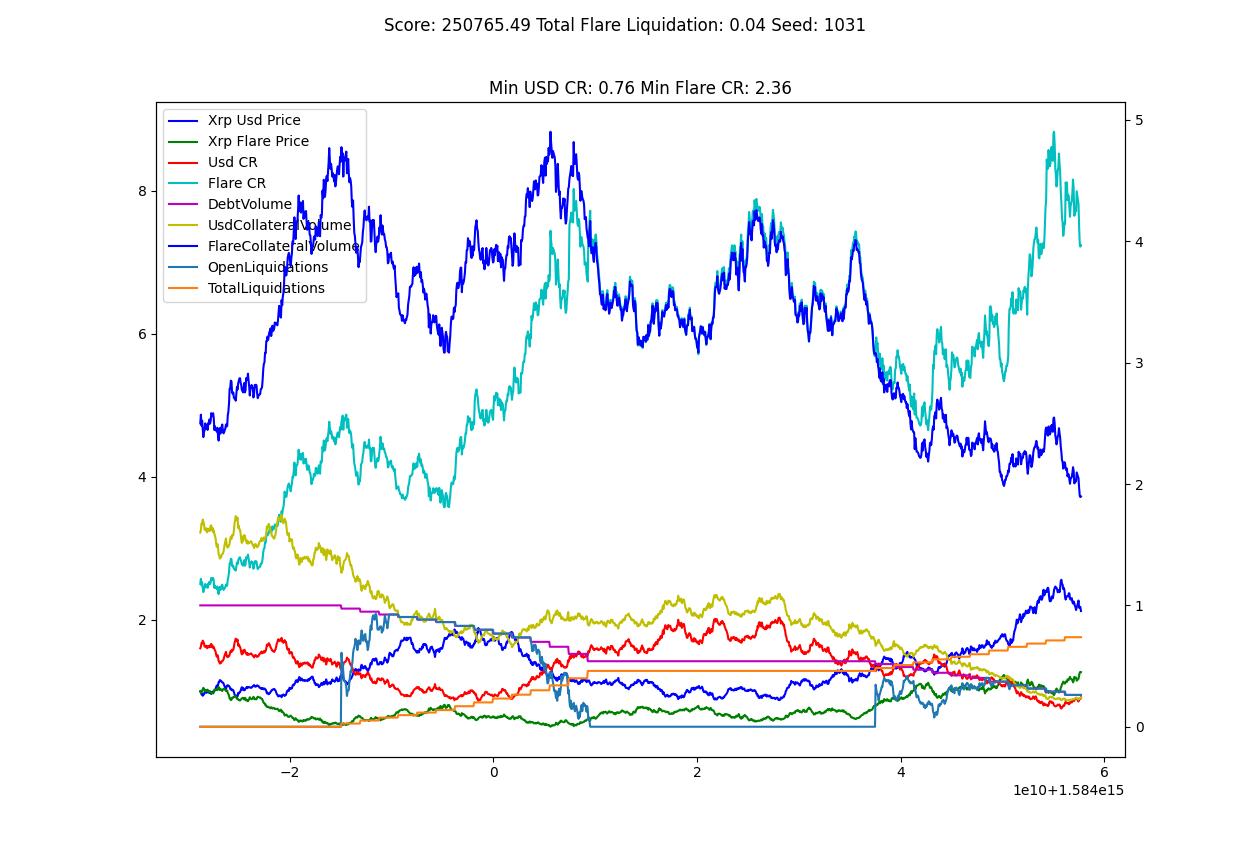 Score: 250765.49 Total Flare Liquidation: 0.04 Seed: 1031
Min USD CR: 0.76 Min Flare CR: 2.36
Xrp Usd Price
Xrp Flare Price
Usd CR
Flare CR
DebtVolume
UsdCollateralVolume
FlareCollateralVolume
OpenLiquidations
TotalLiquidations
8
6
4
2
5
4
3
2
1
0
−2
0
2
4
6
1e10+1.584e15